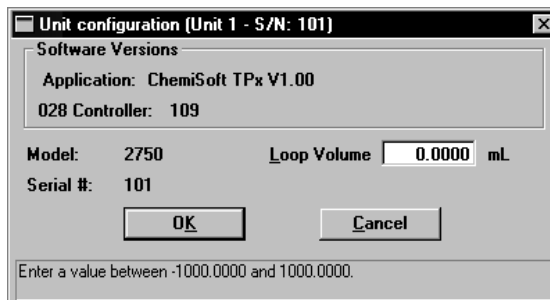 Unit configuration (Unit 1 - S/N: 101)
Software Versions
Application: ChemiSoft TPx V1.00
028 Controller: 109
Model: 2750 Loop Volume 0.0000 mL
Serial #: 101
OK Cancel
Enter a value between -1000.0000 and 1000.0000.